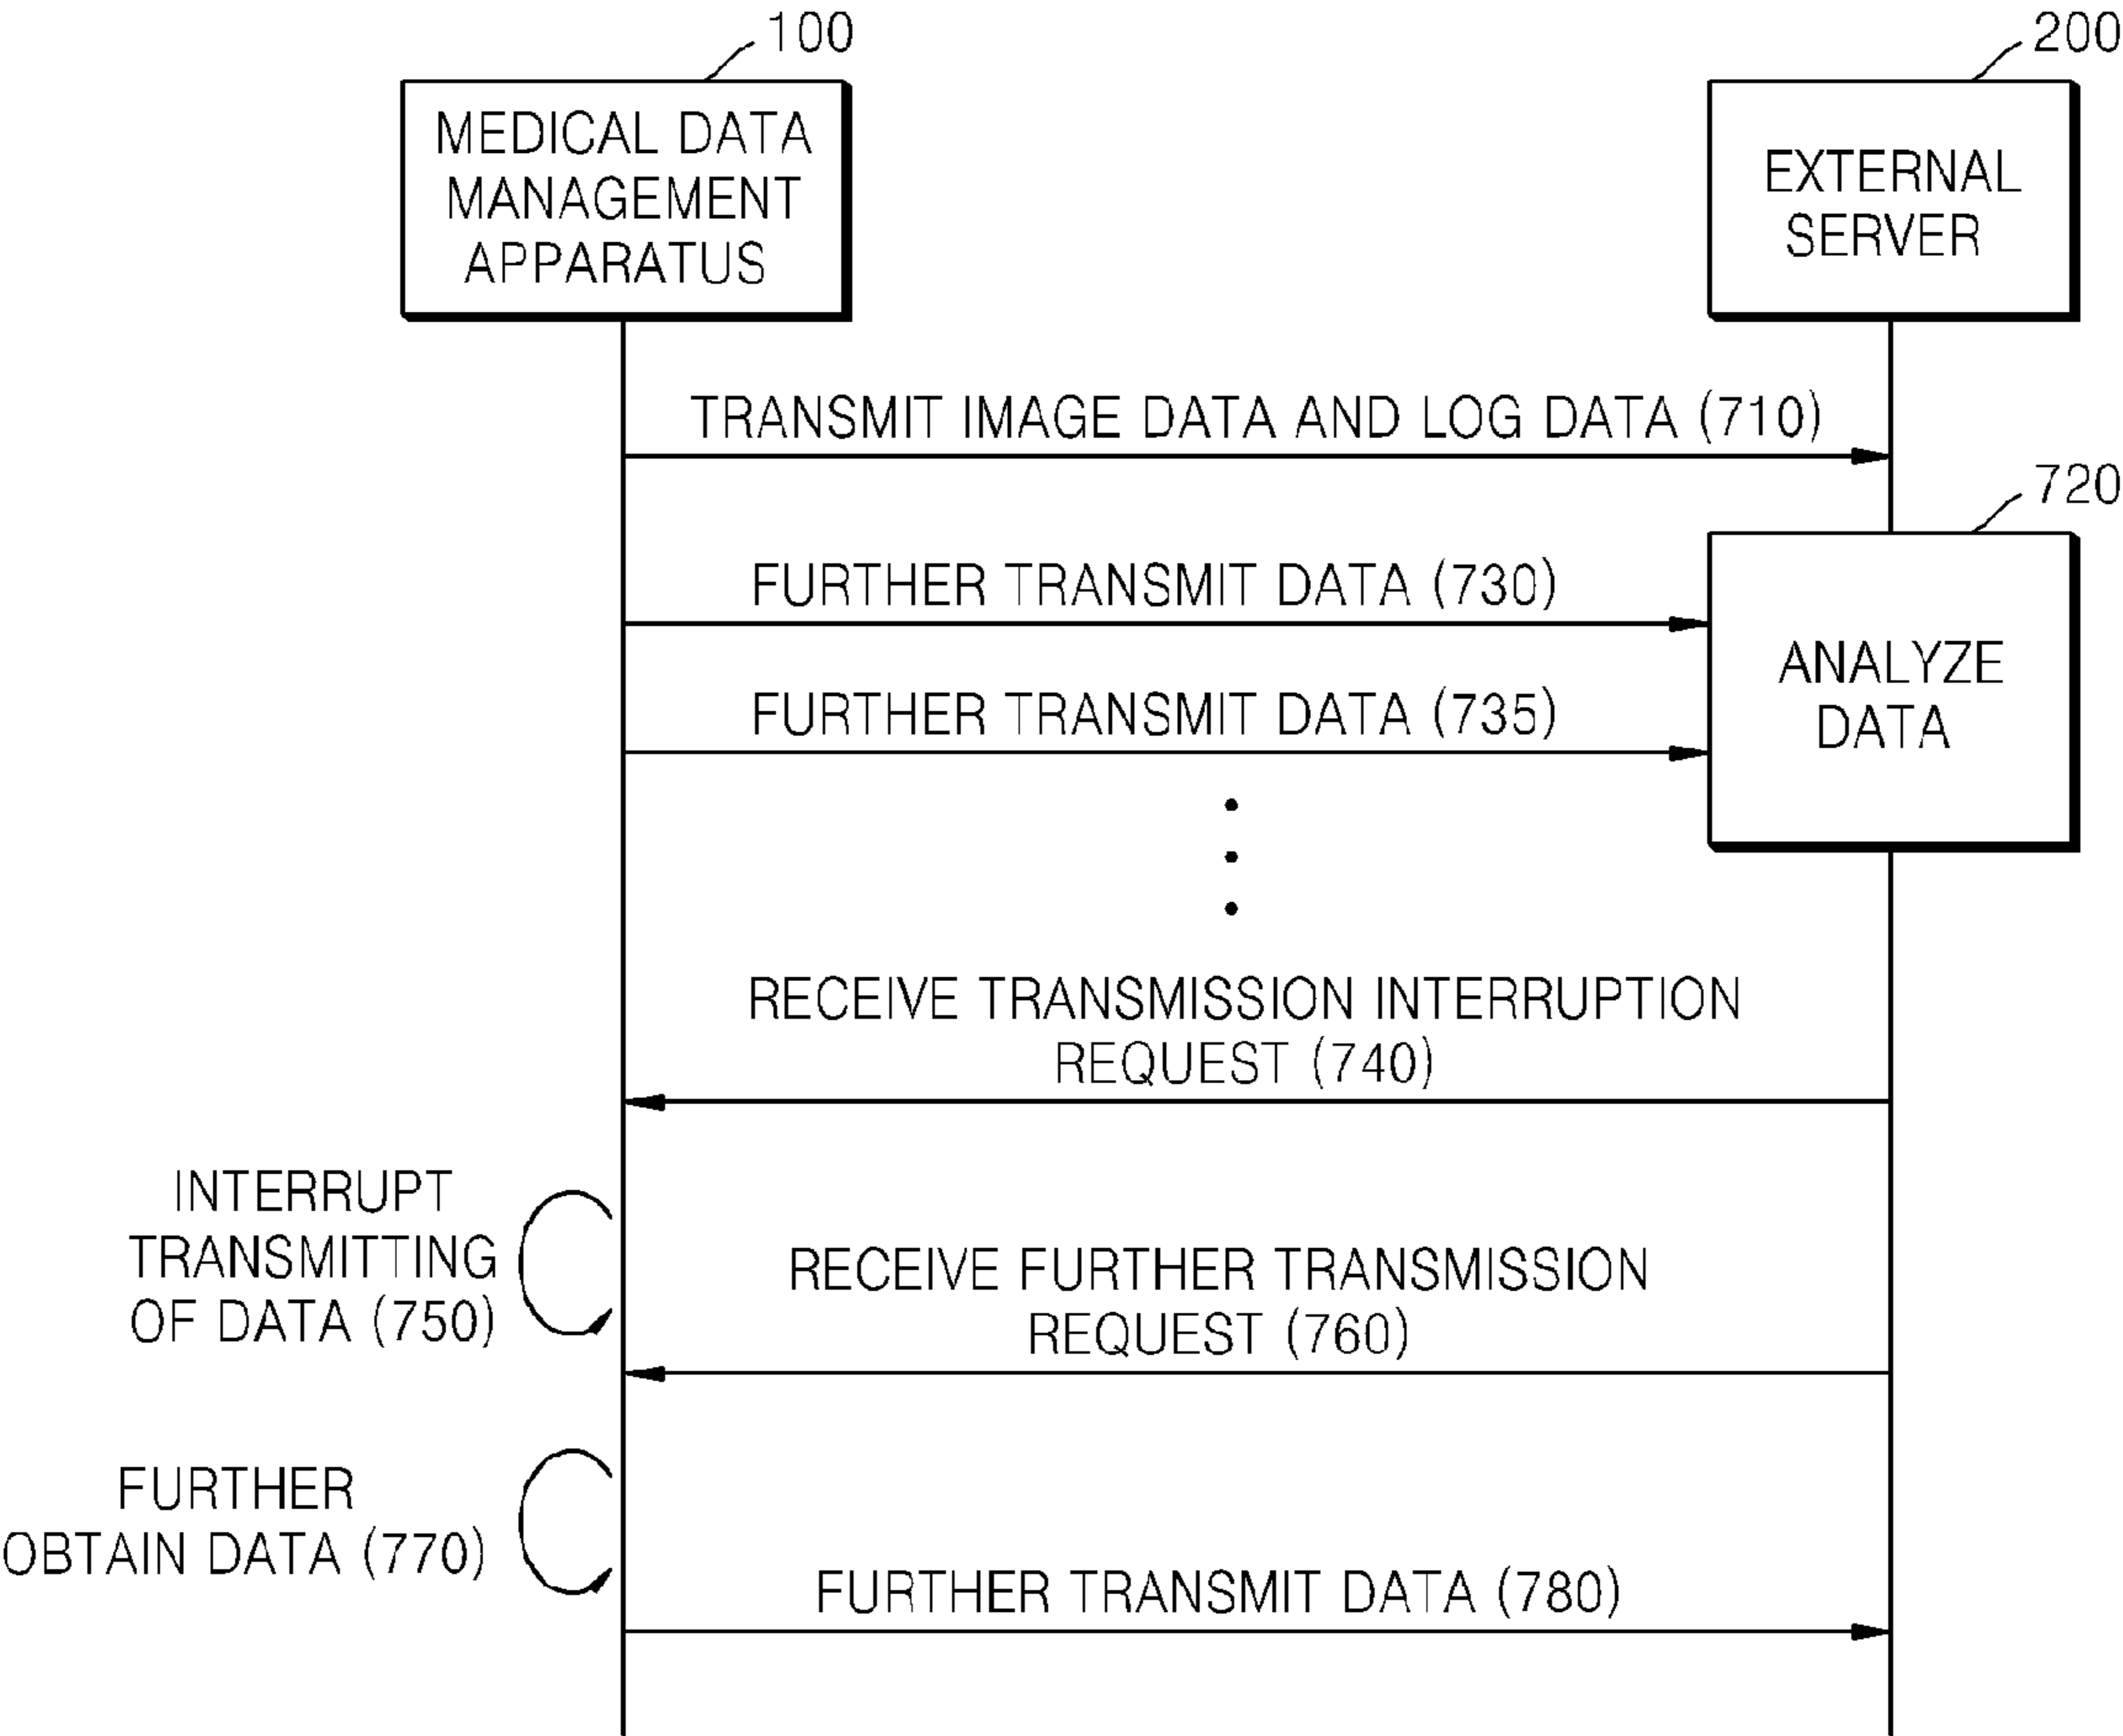 100
200
MEDICAL DATA
MANAGEMENT
APPARATUS
EXTERNAL
SERVER
TRANSMIT IMAGE DATA AND LOG DATA (710)
720
FURTHER TRANSMIT DATA (730)
ANALYZE
DATA
FURTHER TRANSMIT DATA (735)
RECEIVE TRANSMISSION INTERRUPTION
REQUEST (740)
INTERRUPT
TRANSMITTING
OF DATA (750)
RECEIVE FURTHER TRANSMISSION
REQUEST (760)
FURTHER
OBTAIN DATA (770)
FURTHER TRANSMIT DATA (780)